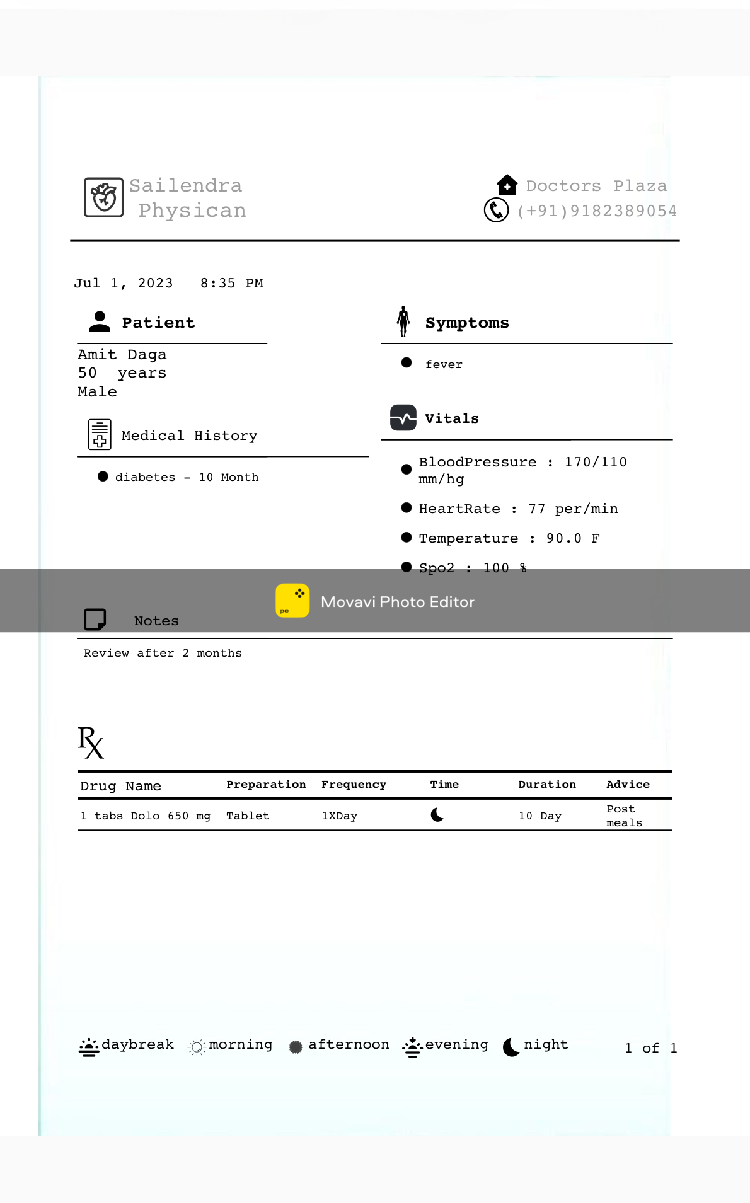 Sailendra
Physican
Doctors Plaza
(+91)9182389054
Jul 1, 2023 8:35 PM
Patient
Amit Daga
50 years
Male
Medical History
diabetes - 10 Month
Symptoms
fever
Vitals
BloodPressure : 170/110
mm/hg
HeartRate : 77 per/min
Temperature : 90.0 F
Spo2 : 100 %
pe Movavi Photo Editor
Notes
Review after 2 months
Rx
Drug Name Preparation Frequency Time Duration Advice
1 tabs Dolo 650 mg Tablet 1XDay 10 Day Post
meals
daybreak morning afternoon evening night 1 of 1